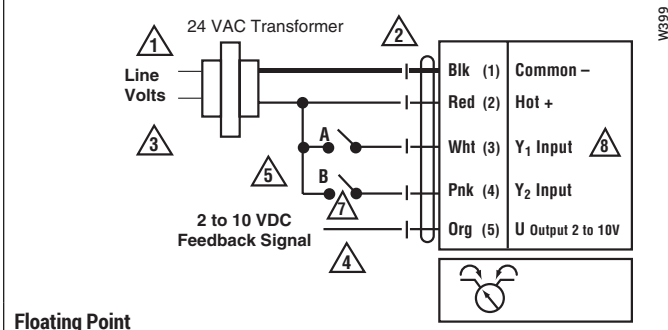 W399
24 VAC Transformer
1
2
Line
Volts
3
Blk (1) Common –
Red (2) Hot +
A
Wht (3) Y1 Input
8
5
B
7
Pnk (4) Y2 Input
2 to 10 VDC
Feedback Signal
4
Org (5) U Output 2 to 10V
Floating Point